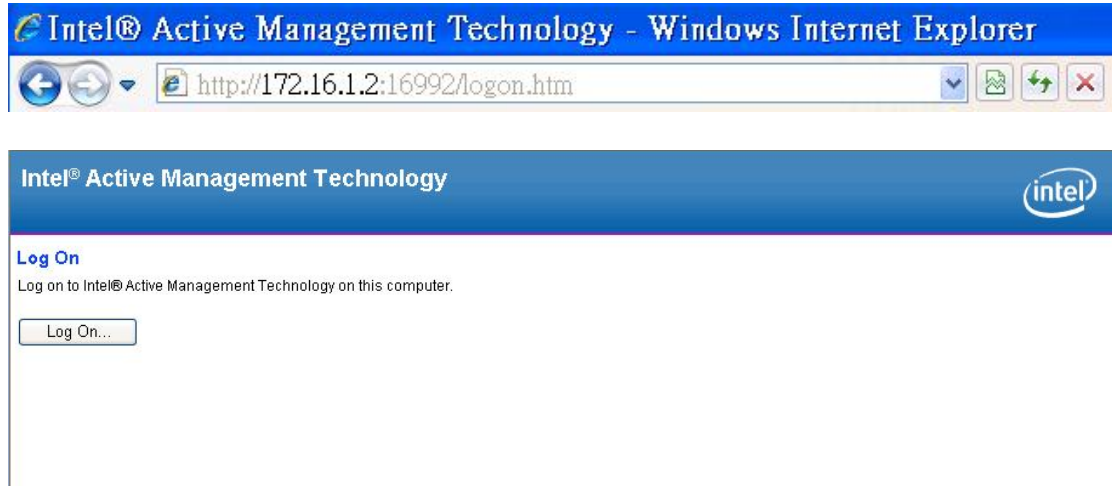 Intel® Active Management Technology - Windows Internet Explorer
http://172.16.1.2:16992/logon.htm
Intel® Active Management Technology
intel®
Log On
Log on to Intel® Active Management Technology on this computer.
Log On...